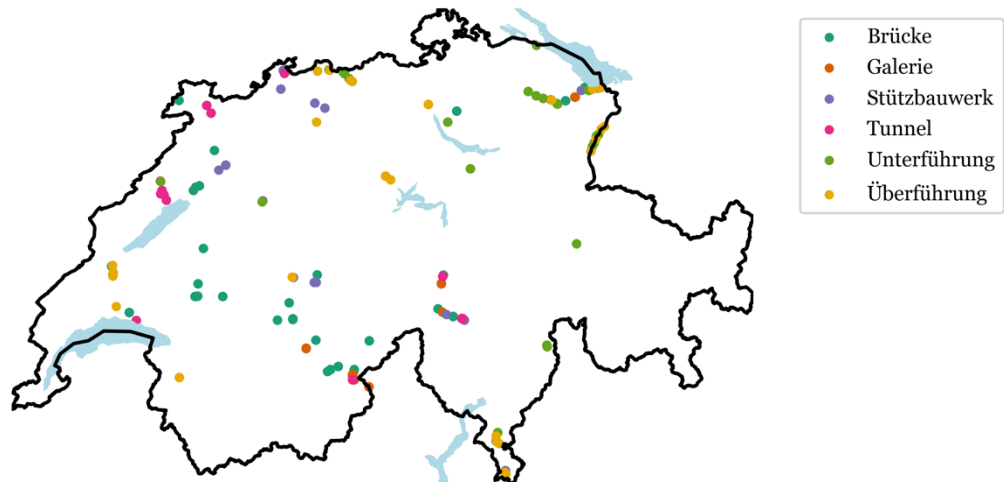 Brücke
Galerie
Stützbauwerk
Tunnel
Unterführung
Überführung